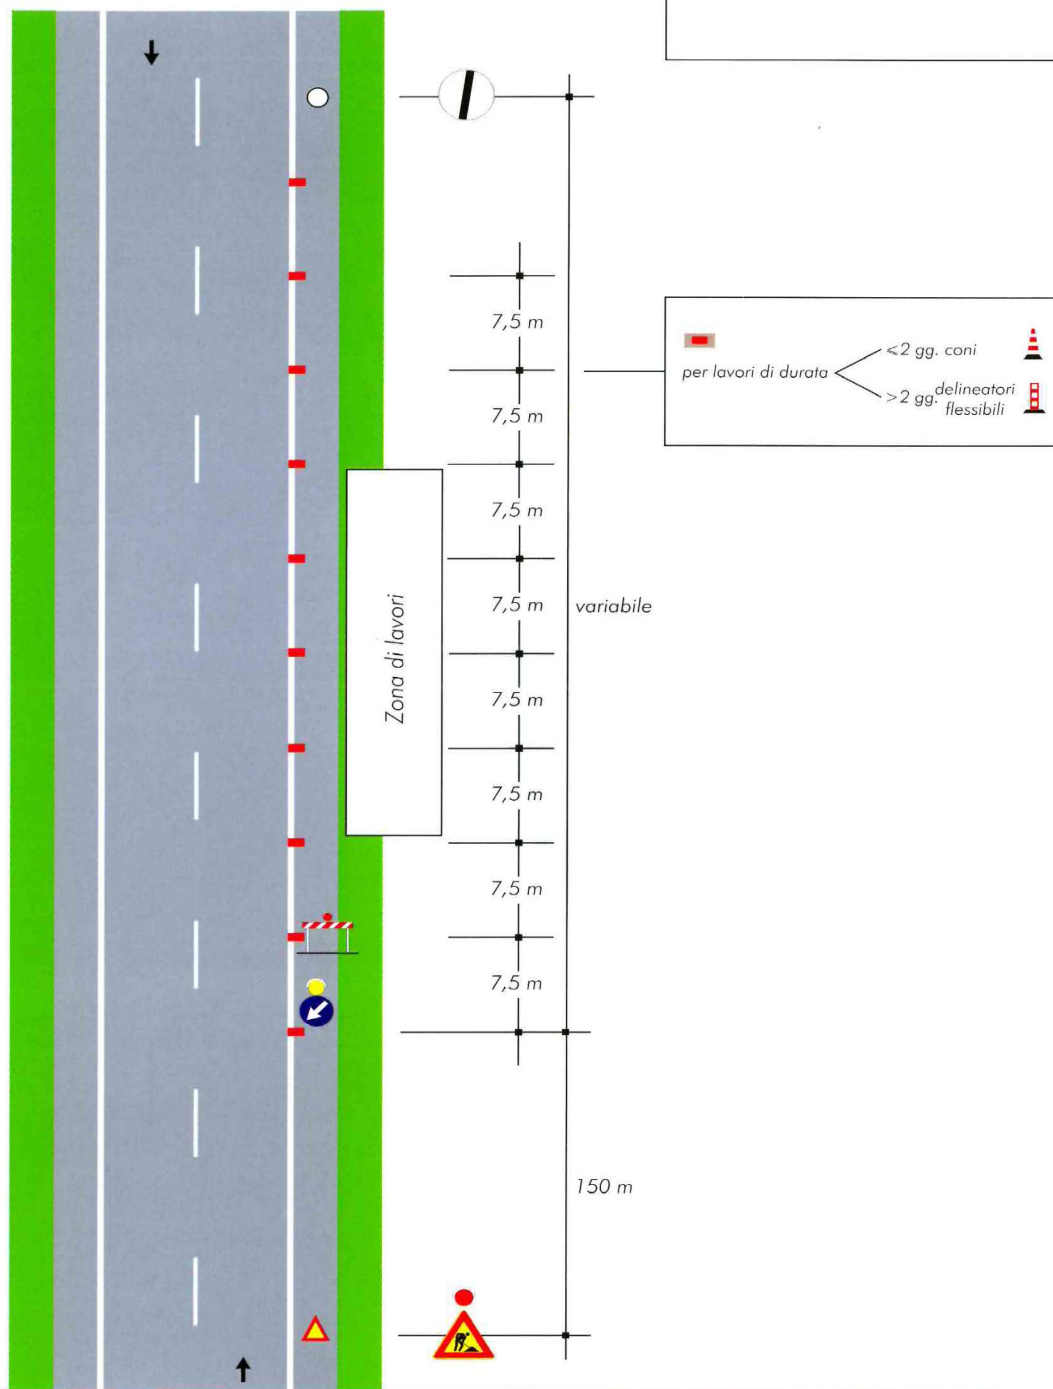 7,5 m
per lavori di durata
≤2 gg. coni
>2 gg. delineatori
flessibili
7,5 m
7,5 m
Zona di lavori
7,5 m
variabile
7,5 m
7,5 m
7,5 m
7,5 m
150 m